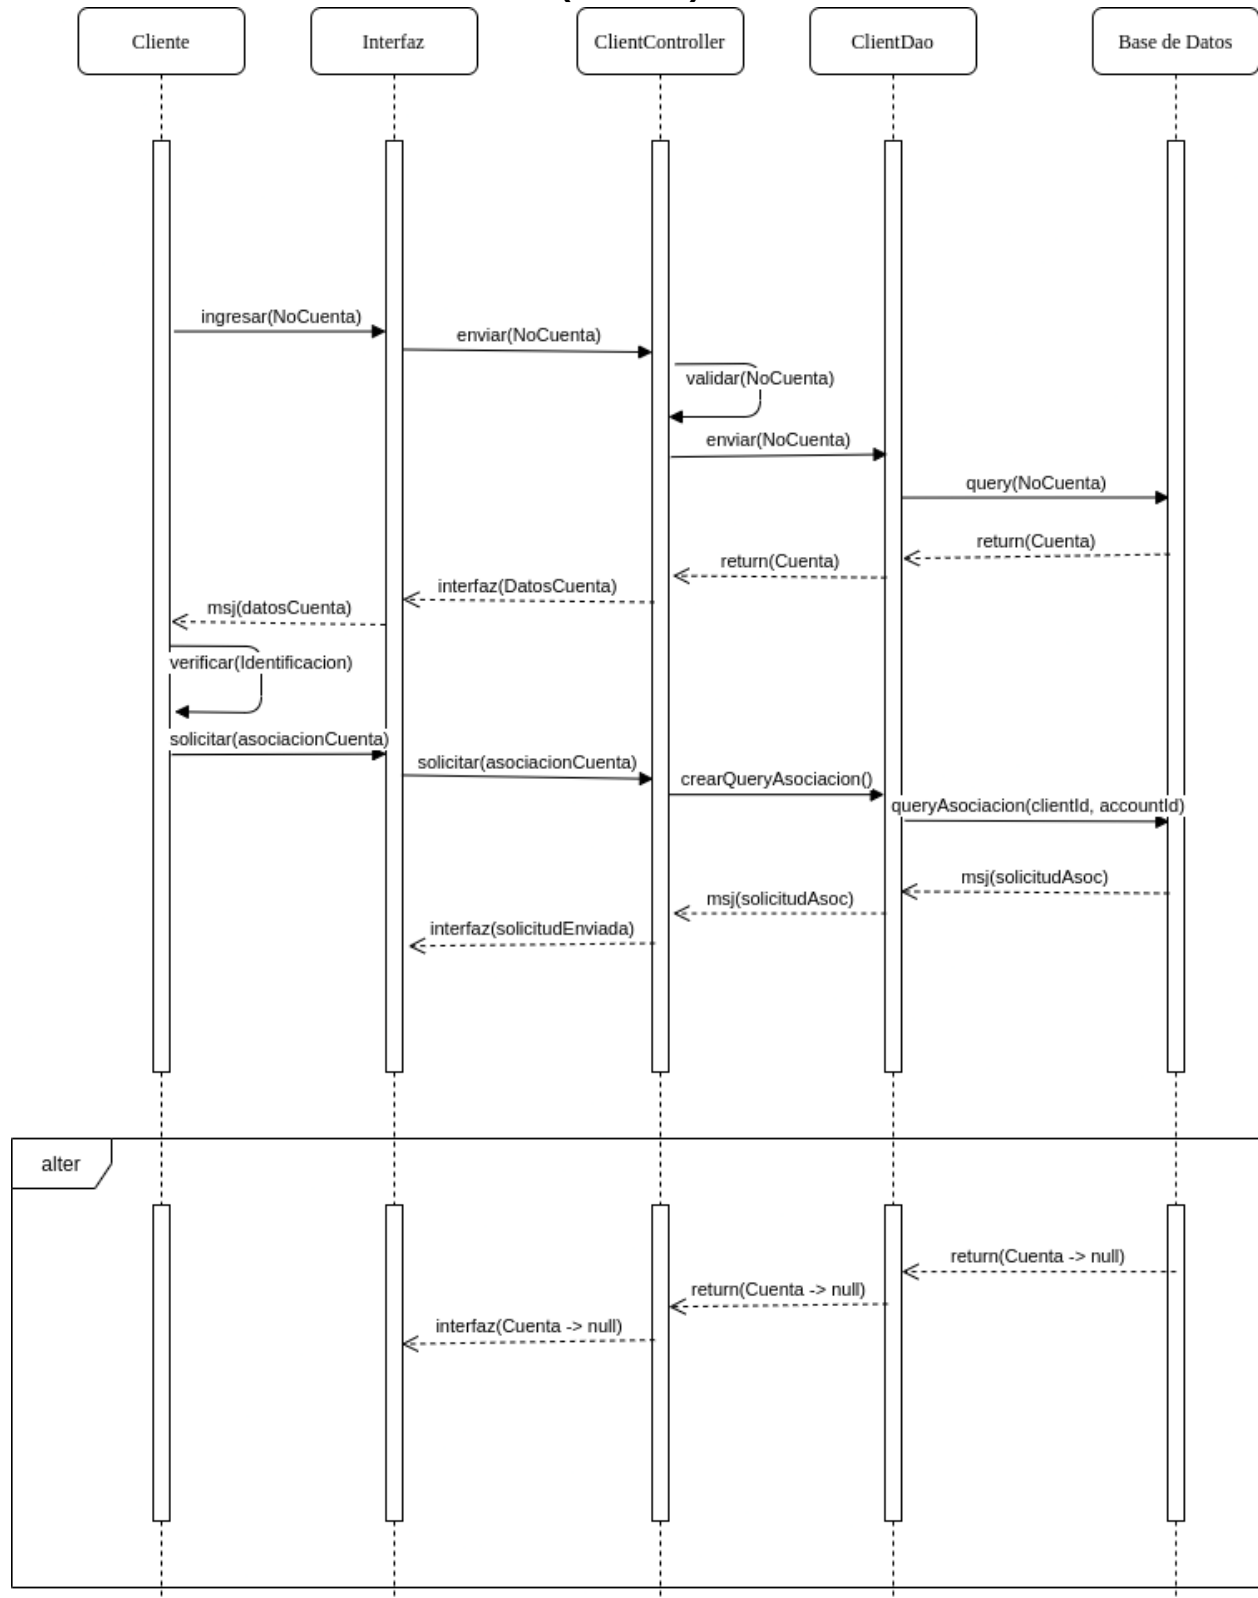 Cliente
Interfaz
ClientController
ClientDao
Base de Datos
ingresar(NoCuenta)
enviar(NoCuenta)
validar(NoCuenta)
enviar(NoCuenta)
query(NoCuenta)
return(Cuenta)
return(Cuenta)
interfaz(DatosCuenta)
msj(datosCuenta)
verificar(Identificacion)
solicitar(asociacionCuenta)
solicitar(asociacionCuenta)
crearQueryAsociacion()
queryAsociacion(clientId, accountId)
msj(solicitudAsoc)
msj(solicitudAsoc)
interfaz(solicitudEnviada)
alter
return(Cuenta -> null)
return(Cuenta -> null)
interfaz(Cuenta -> null)